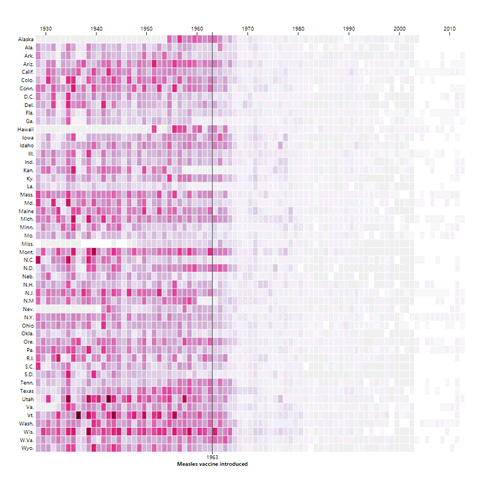 1930 1940 1950 1960 1970 1980 1990 2000 2010
Alaska
Ala.
Ark.
Ariz.
Calif.
Colo.
Conn.
D.C.
Del.
Fla.
Ga.
Hawaii
Iowa
Idaho
Ill.
Ind.
Kan.
Ky.
La.
Mass.
Md.
Maine
Mich.
Minn.
Mo.
Miss.
Mont.
N.C.
N.D.
Neb.
N.H.
N.J.
N.M
Nev.
N.Y.
Ohio
Okla.
Ore.
Pa.
R.I.
S.C.
S.D.
Tenn.
Texas
Utah
Va.
Vt.
Wash.
Wis.
W.Va.
Wyo.
1963
Measles vaccine introduced